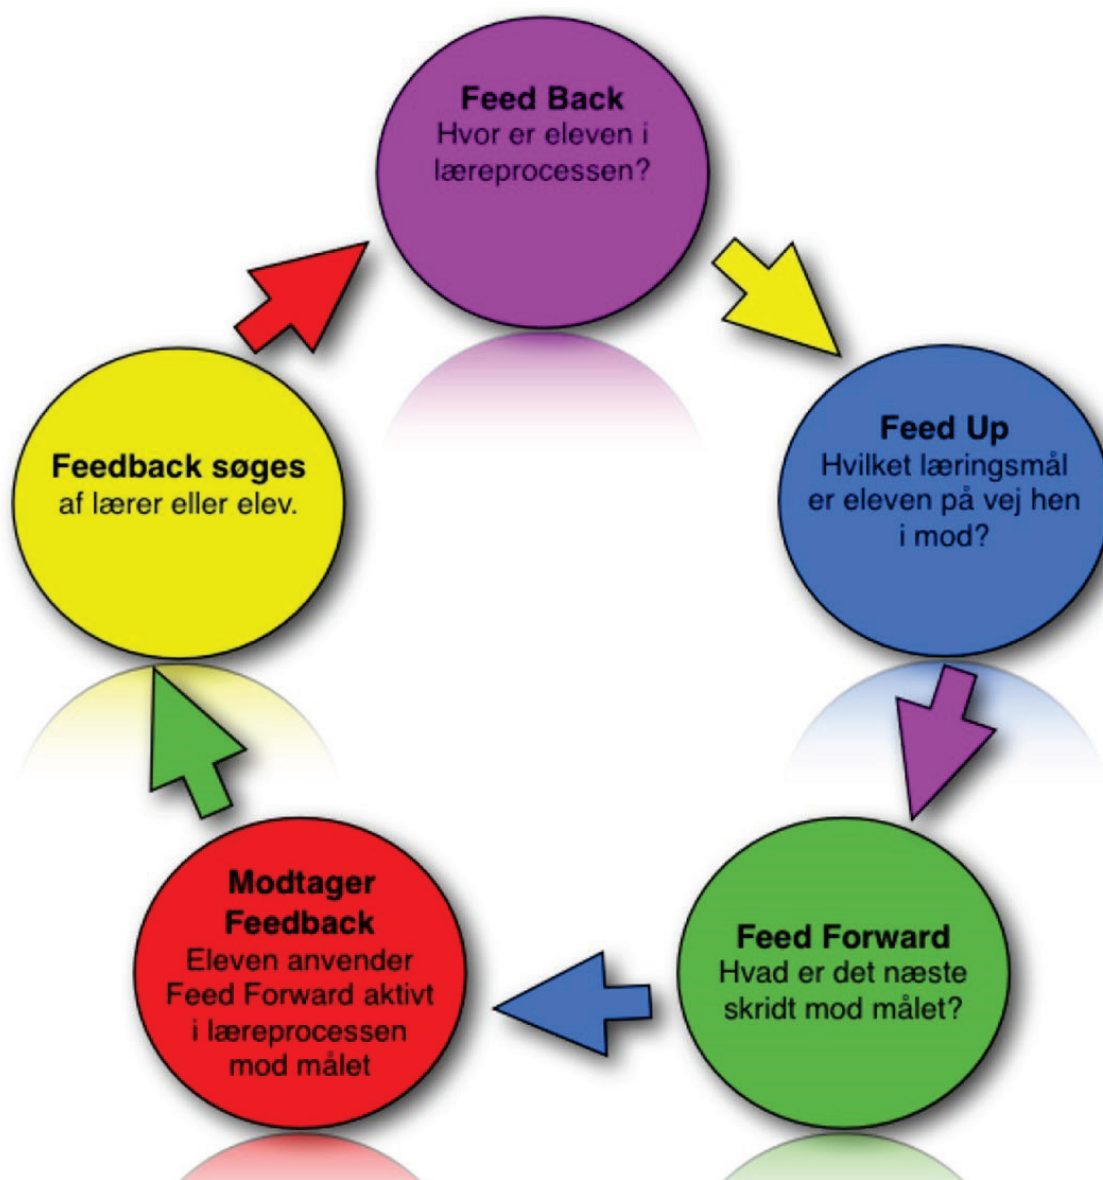 Feed Back
Hvor er eleven i
læreprocessen?
Feed Up
Hvilket læringsmål
er eleven på vej hen
i mod?
Feed Forward
Hvad er det næste
skridt mod målet?
Modtager
Feedback
Eleven anvender
Feed Forward aktivt
i læreprocessen
mod målet
Feedback søges
af lærer eller elev.